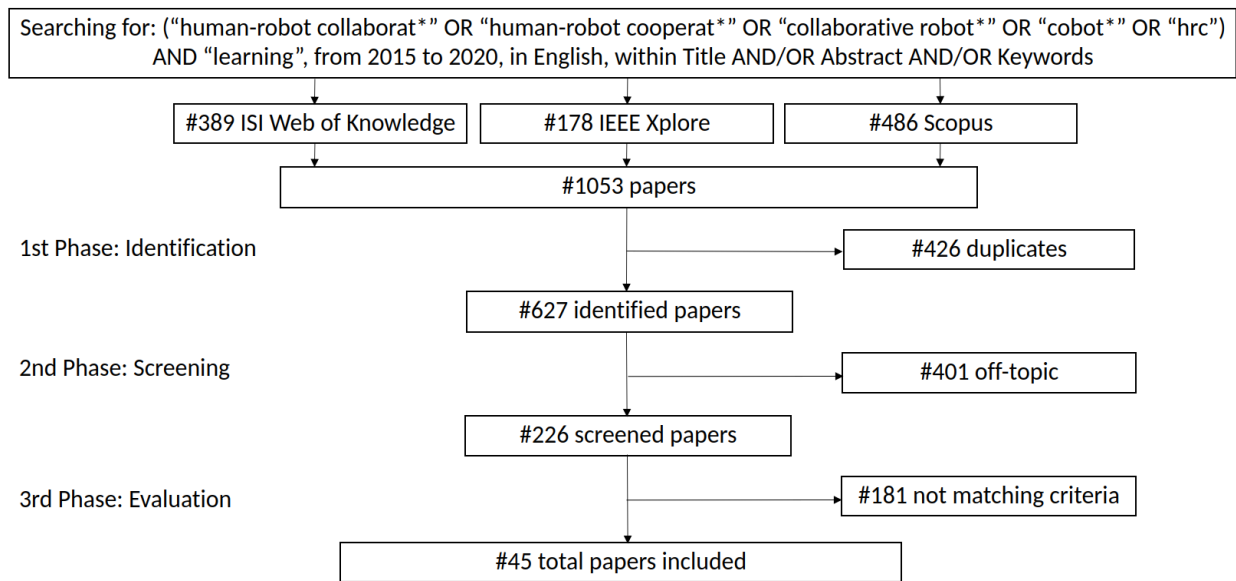 Searching for: (“human-robot collaborat*” OR “human-robot cooperat*” OR “collaborative robot*” OR “cobot*” OR “hrc”)
AND “learning”, from 2015 to 2020, in English, within Title AND/OR Abstract AND/OR Keywords
#389 ISI Web of Knowledge
#178 IEEE Xplore
#486 Scopus
#1053 papers
1st Phase: Identification
#426 duplicates
#627 identified papers
2nd Phase: Screening
#401 off-topic
#226 screened papers
3rd Phase: Evaluation
#181 not matching criteria
#45 total papers included